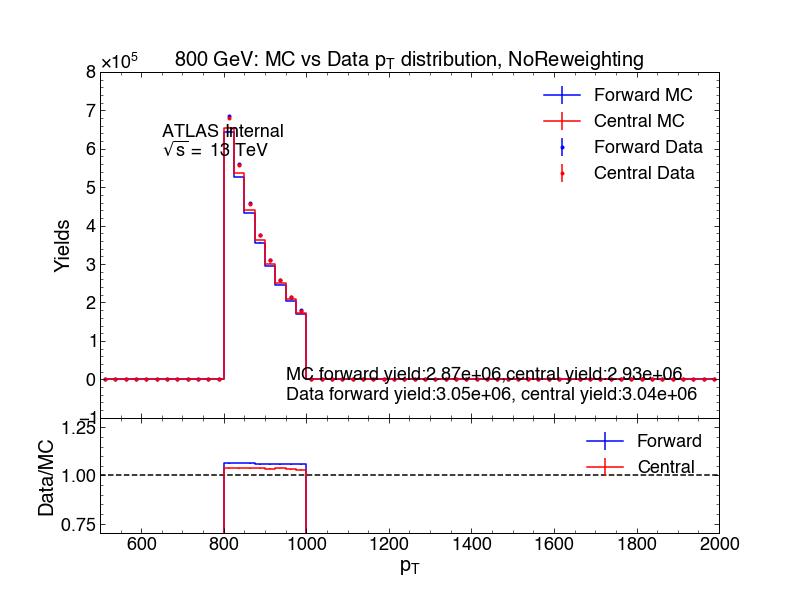 ×10⁵
800 GeV: MC vs Data pT distribution, NoReweighting
8
7
6
5
4
3
2
1
0
−1
Yields
ATLAS Internal
√s = 13 TeV
Forward MC
Central MC
Forward Data
Central Data
MC forward yield:2.87e+06 central yield:2.93e+06
Data forward yield:3.05e+06, central yield:3.04e+06
1.25
1.00
0.75
Data/MC
Forward
Central
600 800 1000 1200 1400 1600 1800 2000
pT